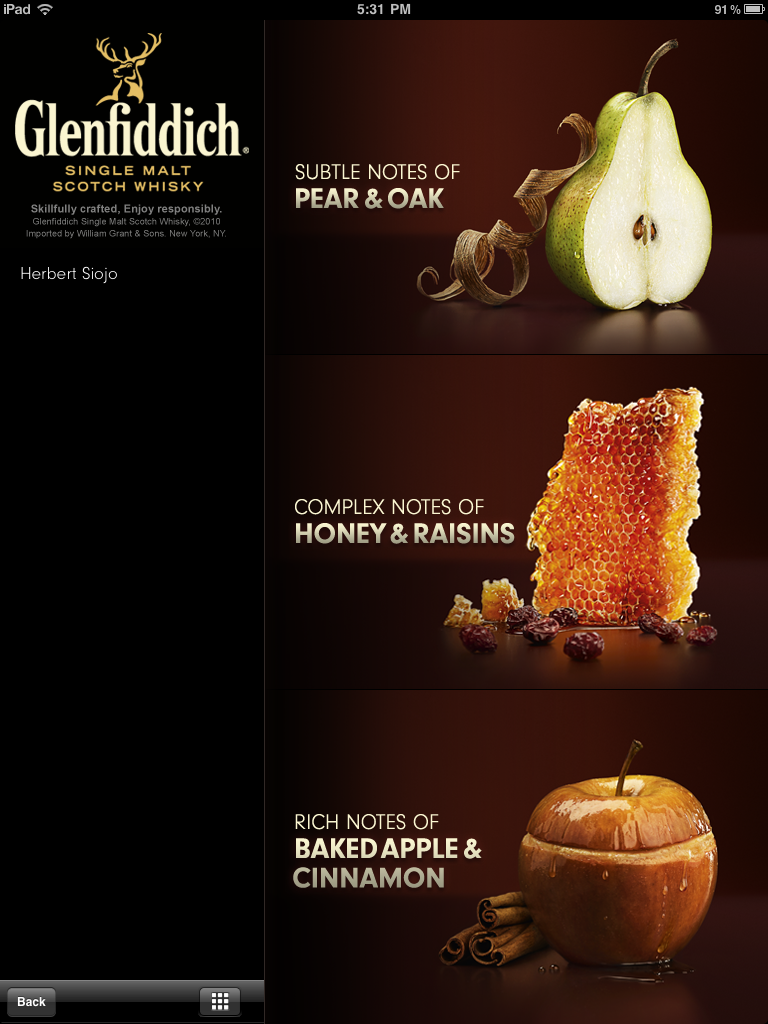 iPad
5:31 PM
91 %
Glenfiddich®
SINGLE MALT
SCOTCH WHISKY
Skillfully crafted, Enjoy responsibly.
Glenfiddich Single Malt Scotch Whisky, ©2010
Imported by William Grant & Sons. New York, NY.
Herbert Siojo
SUBTLE NOTES OF
PEAR & OAK
COMPLEX NOTES OF
HONEY & RAISINS
RICH NOTES OF
BAKED APPLE &
CINNAMON
Back